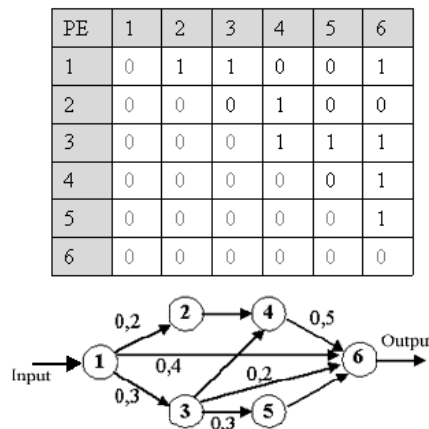 PE 1 2 3 4 5 6
1 0 1 1 0 0 1
2 0 0 0 1 0 0
3 0 0 0 1 1 1
4 0 0 0 0 0 1
5 0 0 0 0 0 1
6 0 0 0 0 0 0
2 4
0,2 0,5
Output
1 0,4 6
Input 0,2
0,3
3 0,3 5